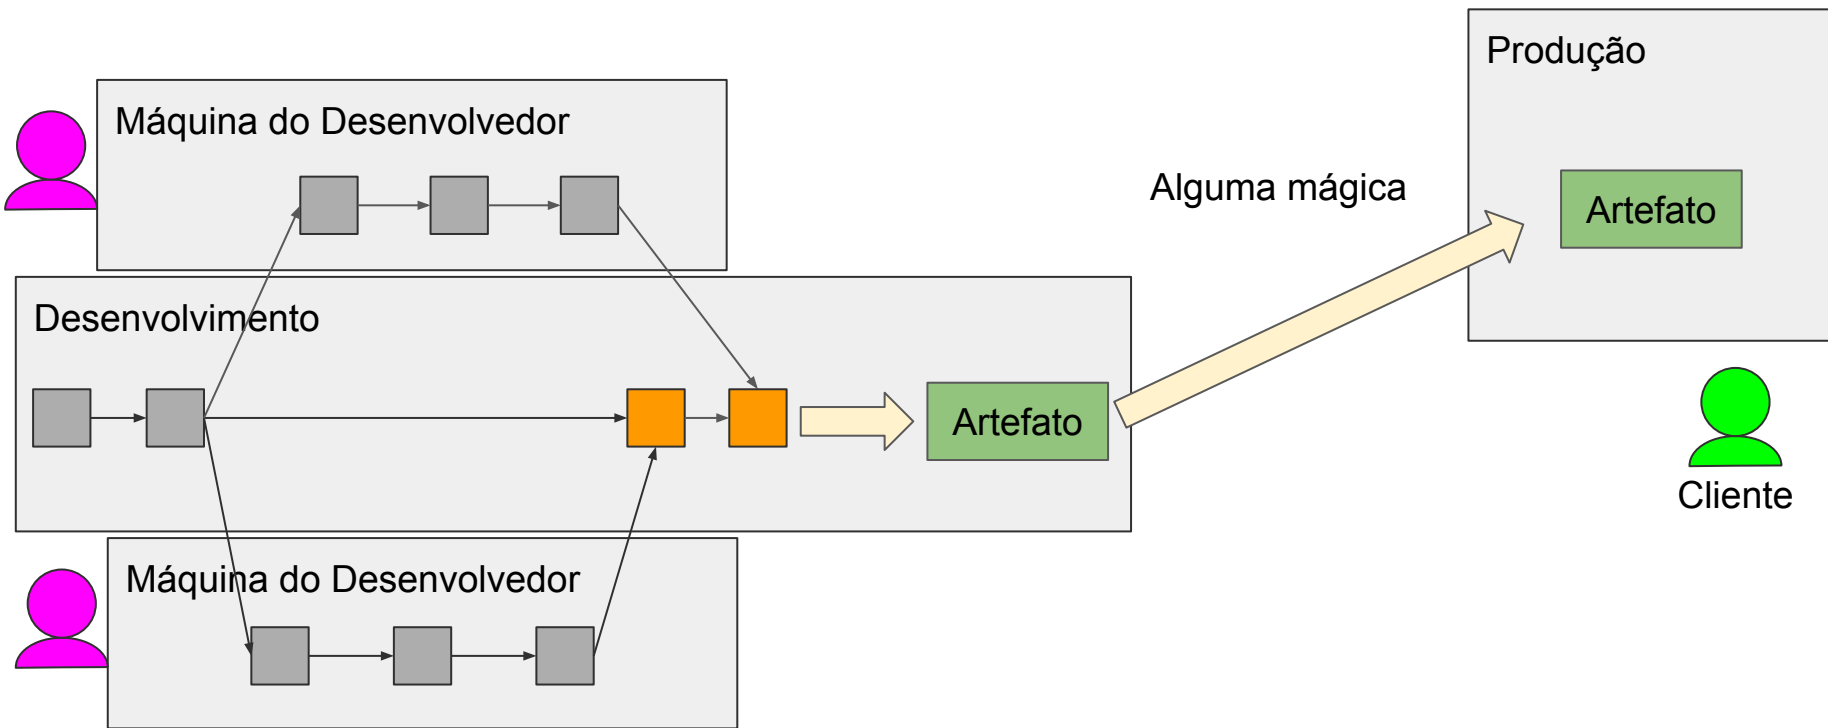 Produção
Máquina do Desenvolvedor
Alguma mágica
Artefato
Desenvolvimento
Artefato
Cliente
Máquina do Desenvolvedor